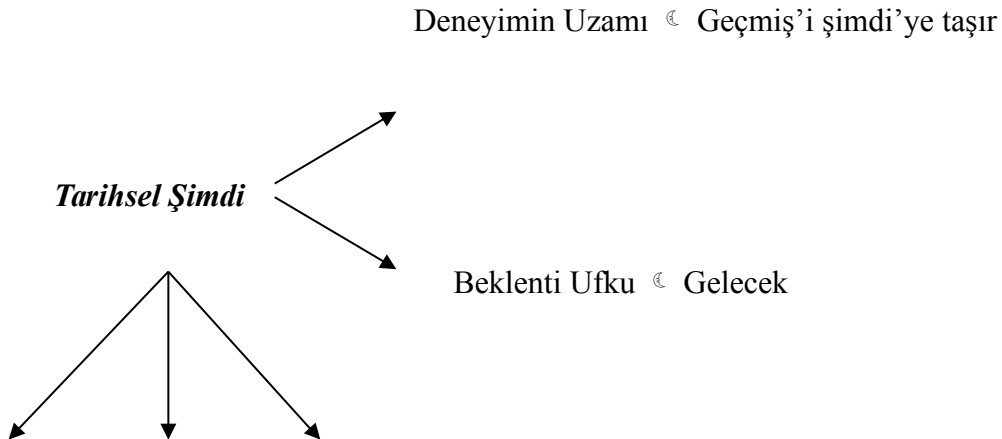 Deneyimin Uzamı ☾ Geçmiş’i şimdi’ye taşır
Tarihsel Şimdi
Beklenti Ufku ☾ Gelecek